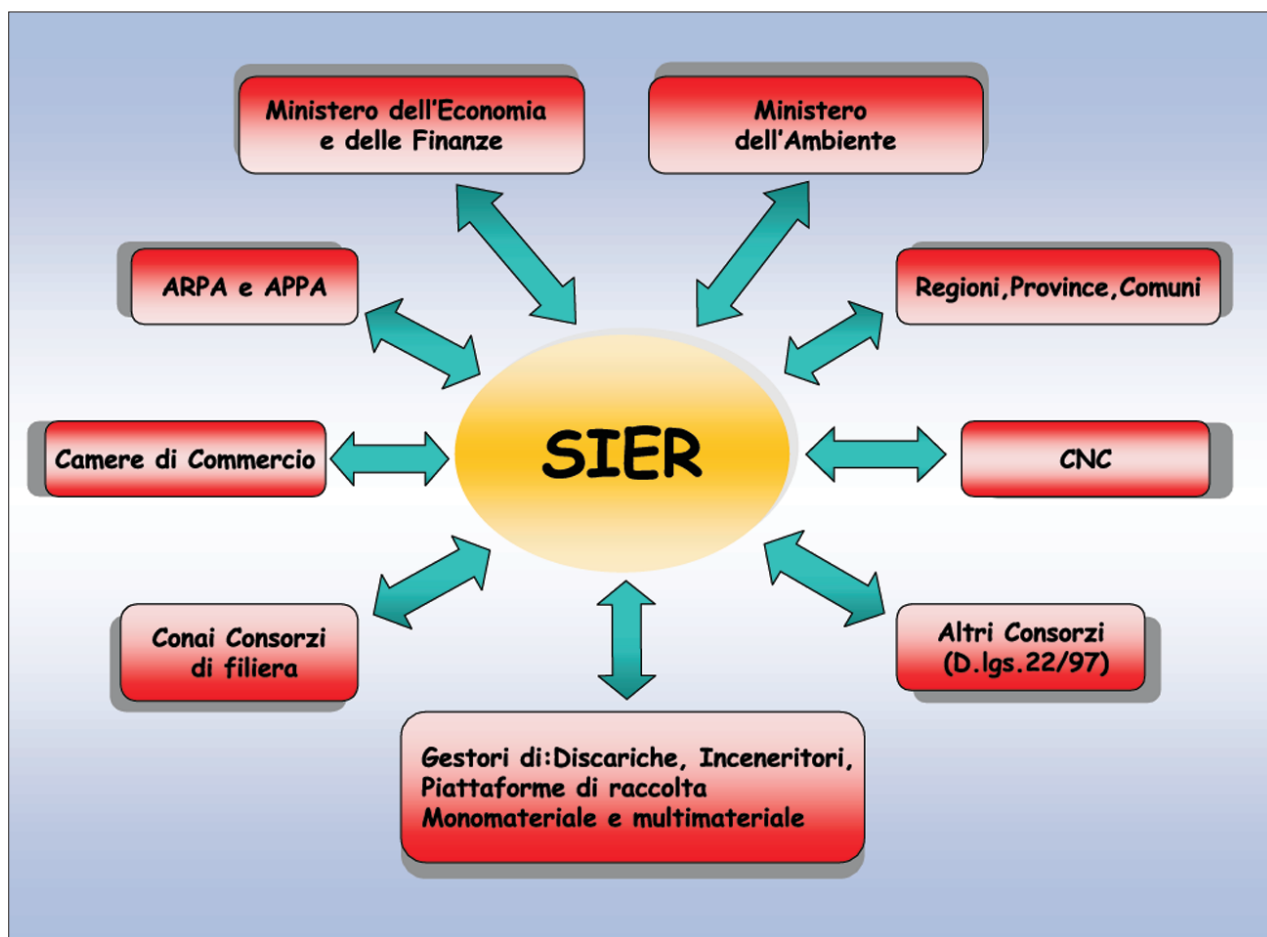 Ministero dell'Economia
e delle Finanze
Ministero
dell'Ambiente
ARPA e APPA
Regioni,Province,Comuni
SIER
Camere di Commercio
CNC
Conai Consorzi
di filiera
Altri Consorzi
(D.lgs.22/97)
Gestori di:Discariche, Inceneritori,
Piattaforme di raccolta
Monomateriale e multimateriale